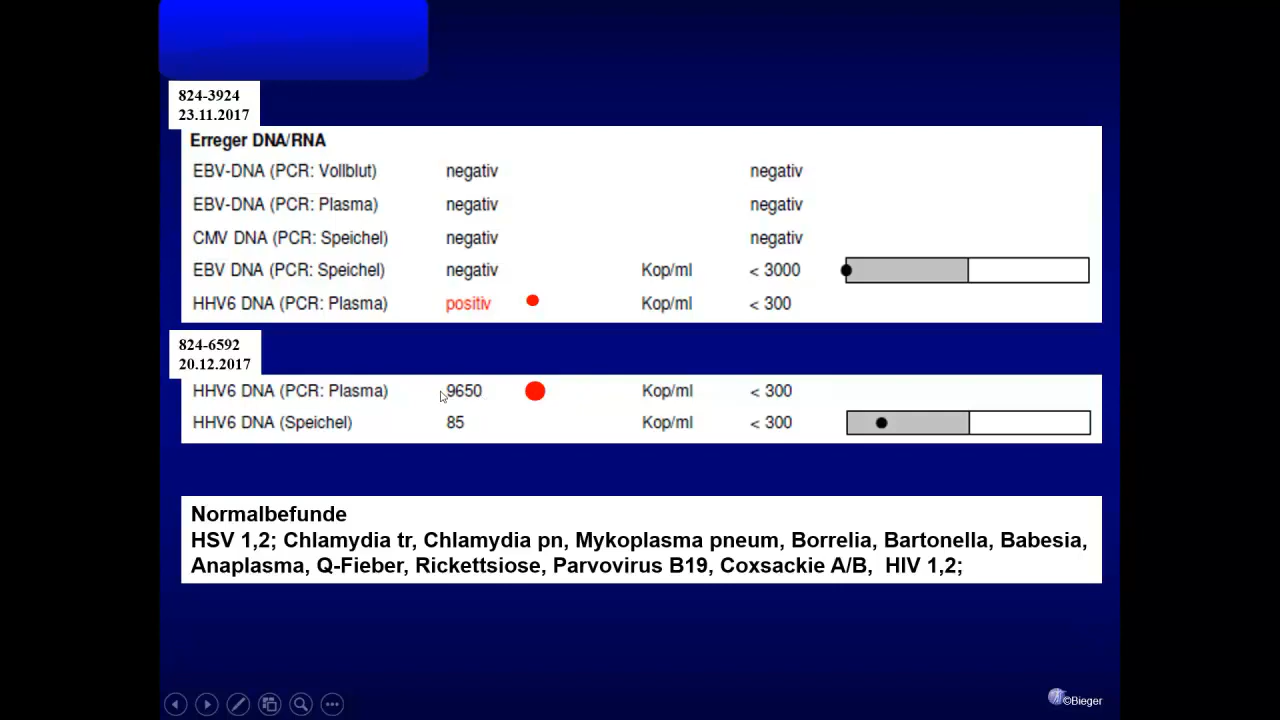 824-3924
23.11.2017
Erreger DNA/RNA
EBV-DNA (PCR: Vollblut) negativ negativ
EBV-DNA (PCR: Plasma) negativ negativ
CMV DNA (PCR: Speichel) negativ negativ
EBV DNA (PCR: Speichel) negativ Kop/ml < 3000
HHV6 DNA (PCR: Plasma) positiv Kop/ml < 300
824-6592
20.12.2017
HHV6 DNA (PCR: Plasma) 9650 Kop/ml < 300
HHV6 DNA (Speichel) 85 Kop/ml < 300
Normalbefunde
HSV 1,2; Chlamydia tr, Chlamydia pn, Mykoplasma pneum, Borrelia, Bartonella, Babesia,
Anaplasma, Q-Fieber, Rickettsiose, Parvovirus B19, Coxsackie A/B, HIV 1,2;
©Bieger